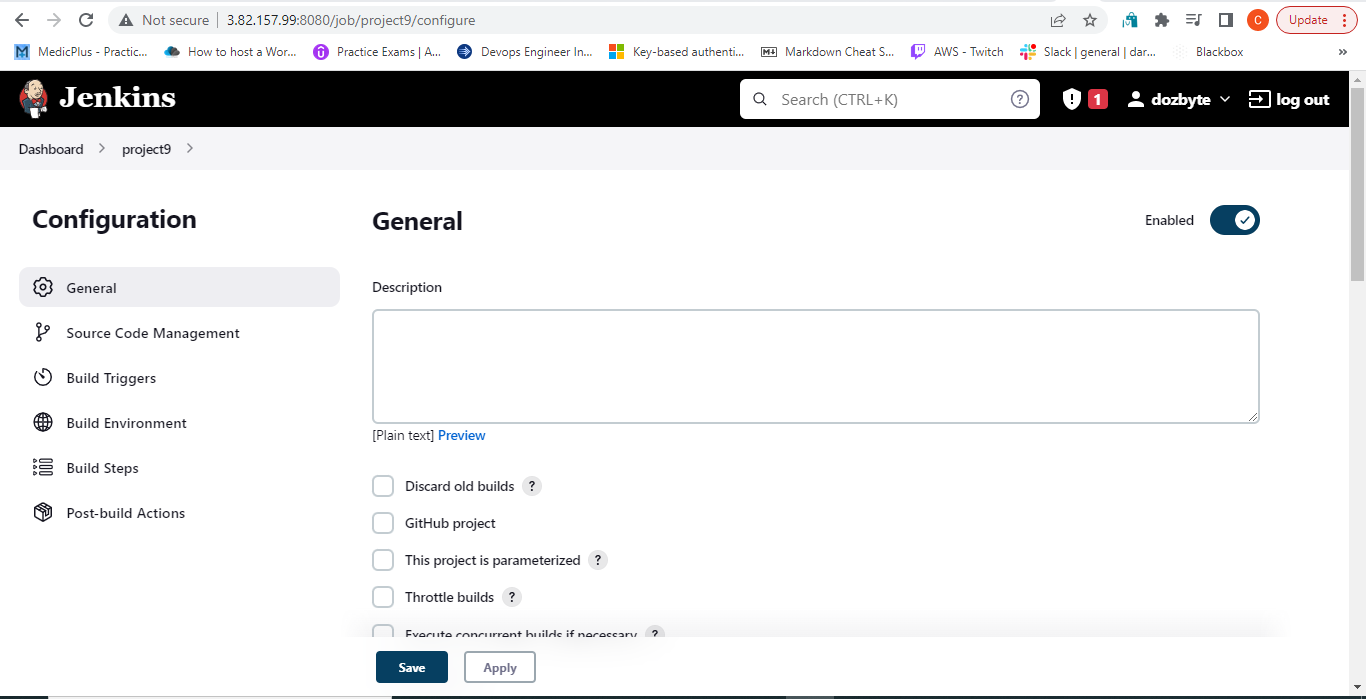 Not secure 3.82.157.99:8080/job/project9/configure C Update
M MedicPlus - Practic... How to host a Wor... Practice Exams | A... Devops Engineer In... Key-based authenti... Markdown Cheat S... AWS - Twitch Slack | general | dar... Blackbox »
Jenkins Search (CTRL+K) ? ! 1 dozbyte log out
Dashboard project9
Configuration
General
Source Code Management
Build Triggers
Build Environment
Build Steps
Post-build Actions
General
Enabled
Description
[Plain text] Preview
Discard old builds ?
GitHub project
This project is parameterized ?
Throttle builds ?
Execute concurrent builds if necessary ?
Save Apply